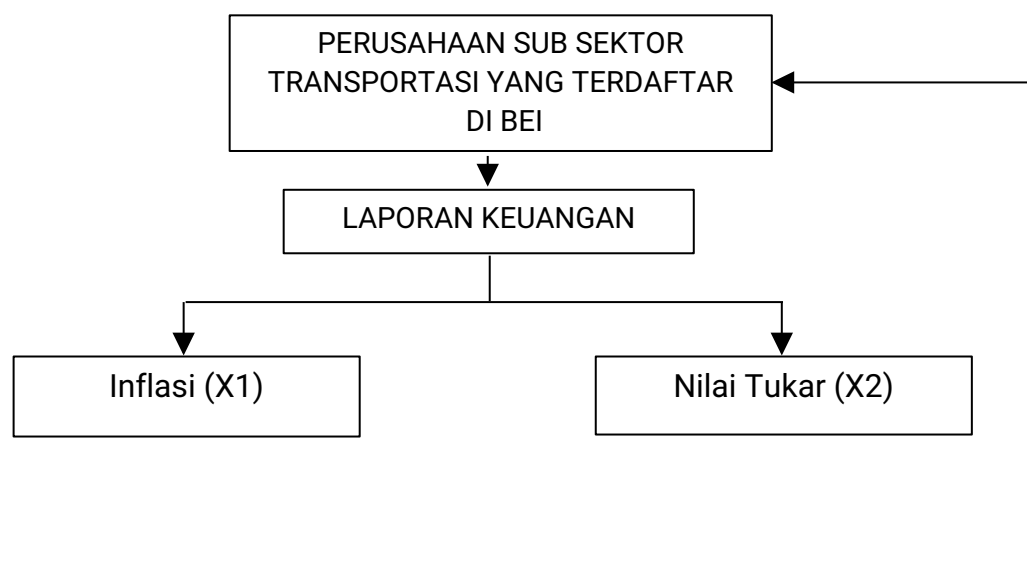 PERUSAHAAN SUB SEKTOR
TRANSPORTASI YANG TERDAFTAR
DI BEI
LAPORAN KEUANGAN
Inflasi (X1)
Nilai Tukar (X2)